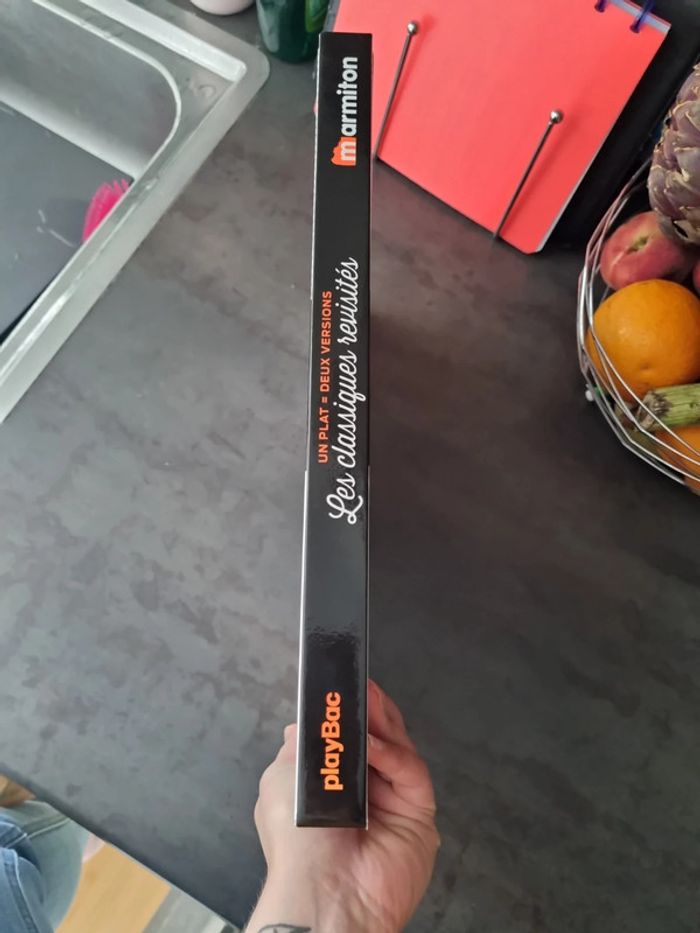 marmiton
UN PLAT = DEUX VERSIONS
Les classiques revisités
playBac